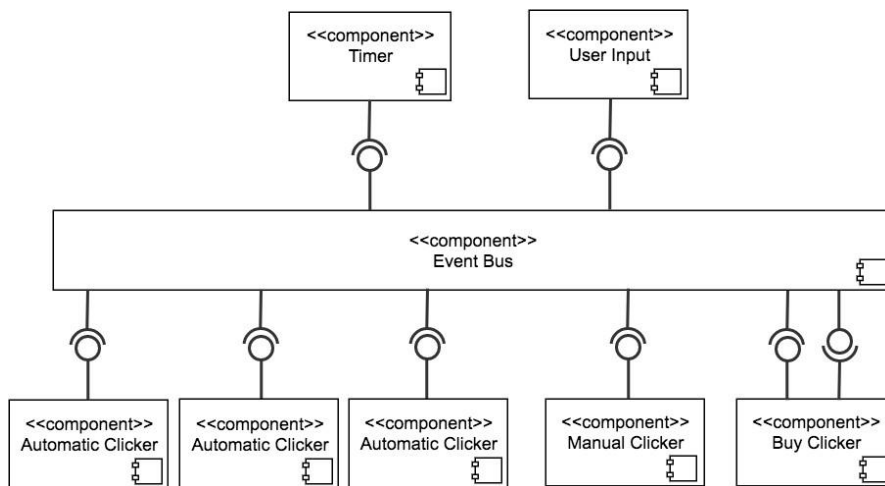 <<component>>
Timer
<<component>>
User Input
<<component>>
Event Bus
<<component>>
Automatic Clicker
<<component>>
Automatic Clicker
<<component>>
Automatic Clicker
<<component>>
Manual Clicker
<<component>>
Buy Clicker